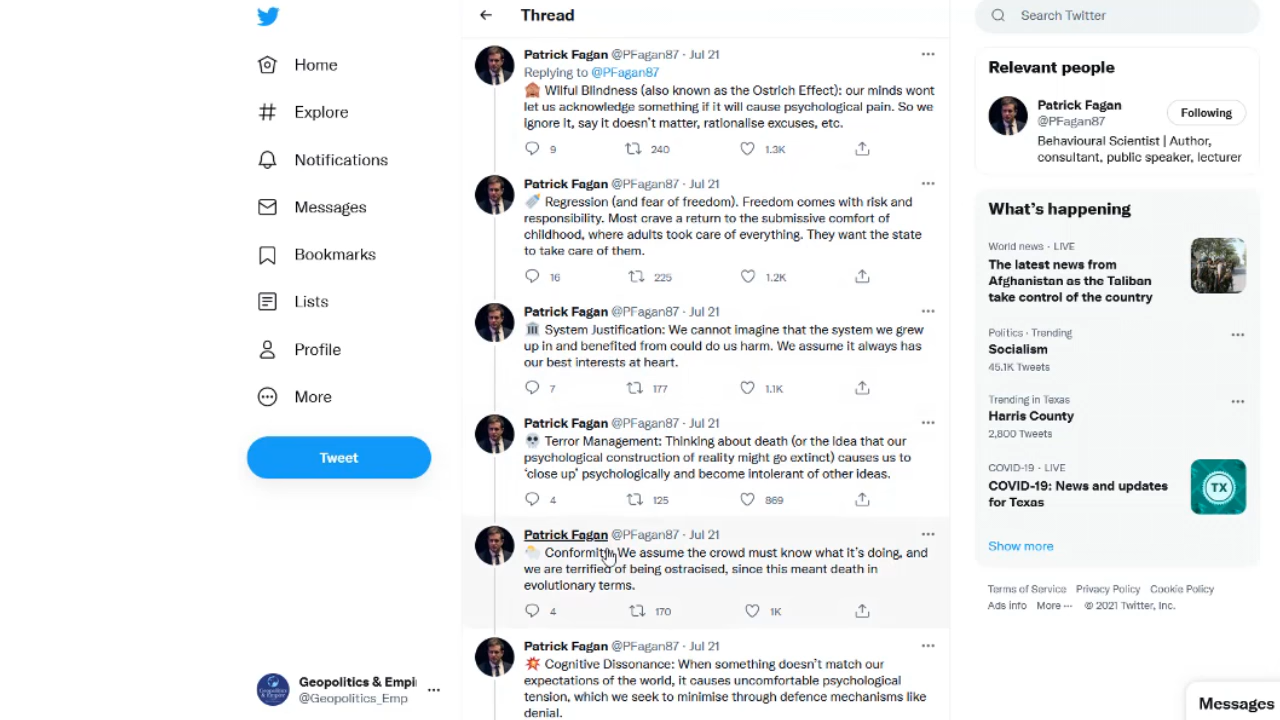 Home
Explore
Notifications
Messages
Bookmarks
Lists
Profile
More
Tweet
Geopolitics & Empi
@Geopolitics_Emp
Thread
Patrick Fagan @PFagan87 · Jul 21
Replying to @PFagan87
Wilful Blindness (also known as the Ostrich Effect): our minds wont
let us acknowledge something if it will cause psychological pain. So we
ignore it, say it doesn't matter, rationalise excuses, etc.
9 240 1.3K
Patrick Fagan @PFagan87 · Jul 21
Regression (and fear of freedom). Freedom comes with risk and
responsibility. Most crave a return to the submissive comfort of
childhood, where adults took care of everything. They want the state
to take care of them.
16 225 1.2K
Patrick Fagan @PFagan87 · Jul 21
System Justification: We cannot imagine that the system we grew
up in and benefited from could do us harm. We assume it always has
our best interests at heart.
7 177 1.1K
Patrick Fagan @PFagan87 · Jul 21
Terror Management: Thinking about death (or the idea that our
psychological construction of reality might go extinct) causes us to
'close up' psychologically and become intolerant of other ideas.
4 125 869
Patrick Fagan @PFagan87 · Jul 21
Conformity: We assume the crowd must know what it's doing, and
we are terrified of being ostracised, since this meant death in
evolutionary terms.
4 170 1K
Patrick Fagan @PFagan87 · Jul 21
Cognitive Dissonance: When something doesn't match our
expectations of the world, it causes uncomfortable psychological
tension, which we seek to minimise through defence mechanisms like
denial.
Search Twitter
Relevant people
Patrick Fagan
@PFagan87
Following
Behavioural Scientist | Author,
consultant, public speaker, lecturer
What's happening
World news · LIVE
The latest news from
Afghanistan as the Taliban
take control of the country
Politics · Trending
Socialism
45.1K Tweets
Trending in Texas
Harris County
2,800 Tweets
COVID-19 · LIVE
COVID-19: News and updates
for Texas
TX
Show more
Terms of Service Privacy Policy Cookie Policy
Ads info More ··· © 2021 Twitter, Inc.
Messages